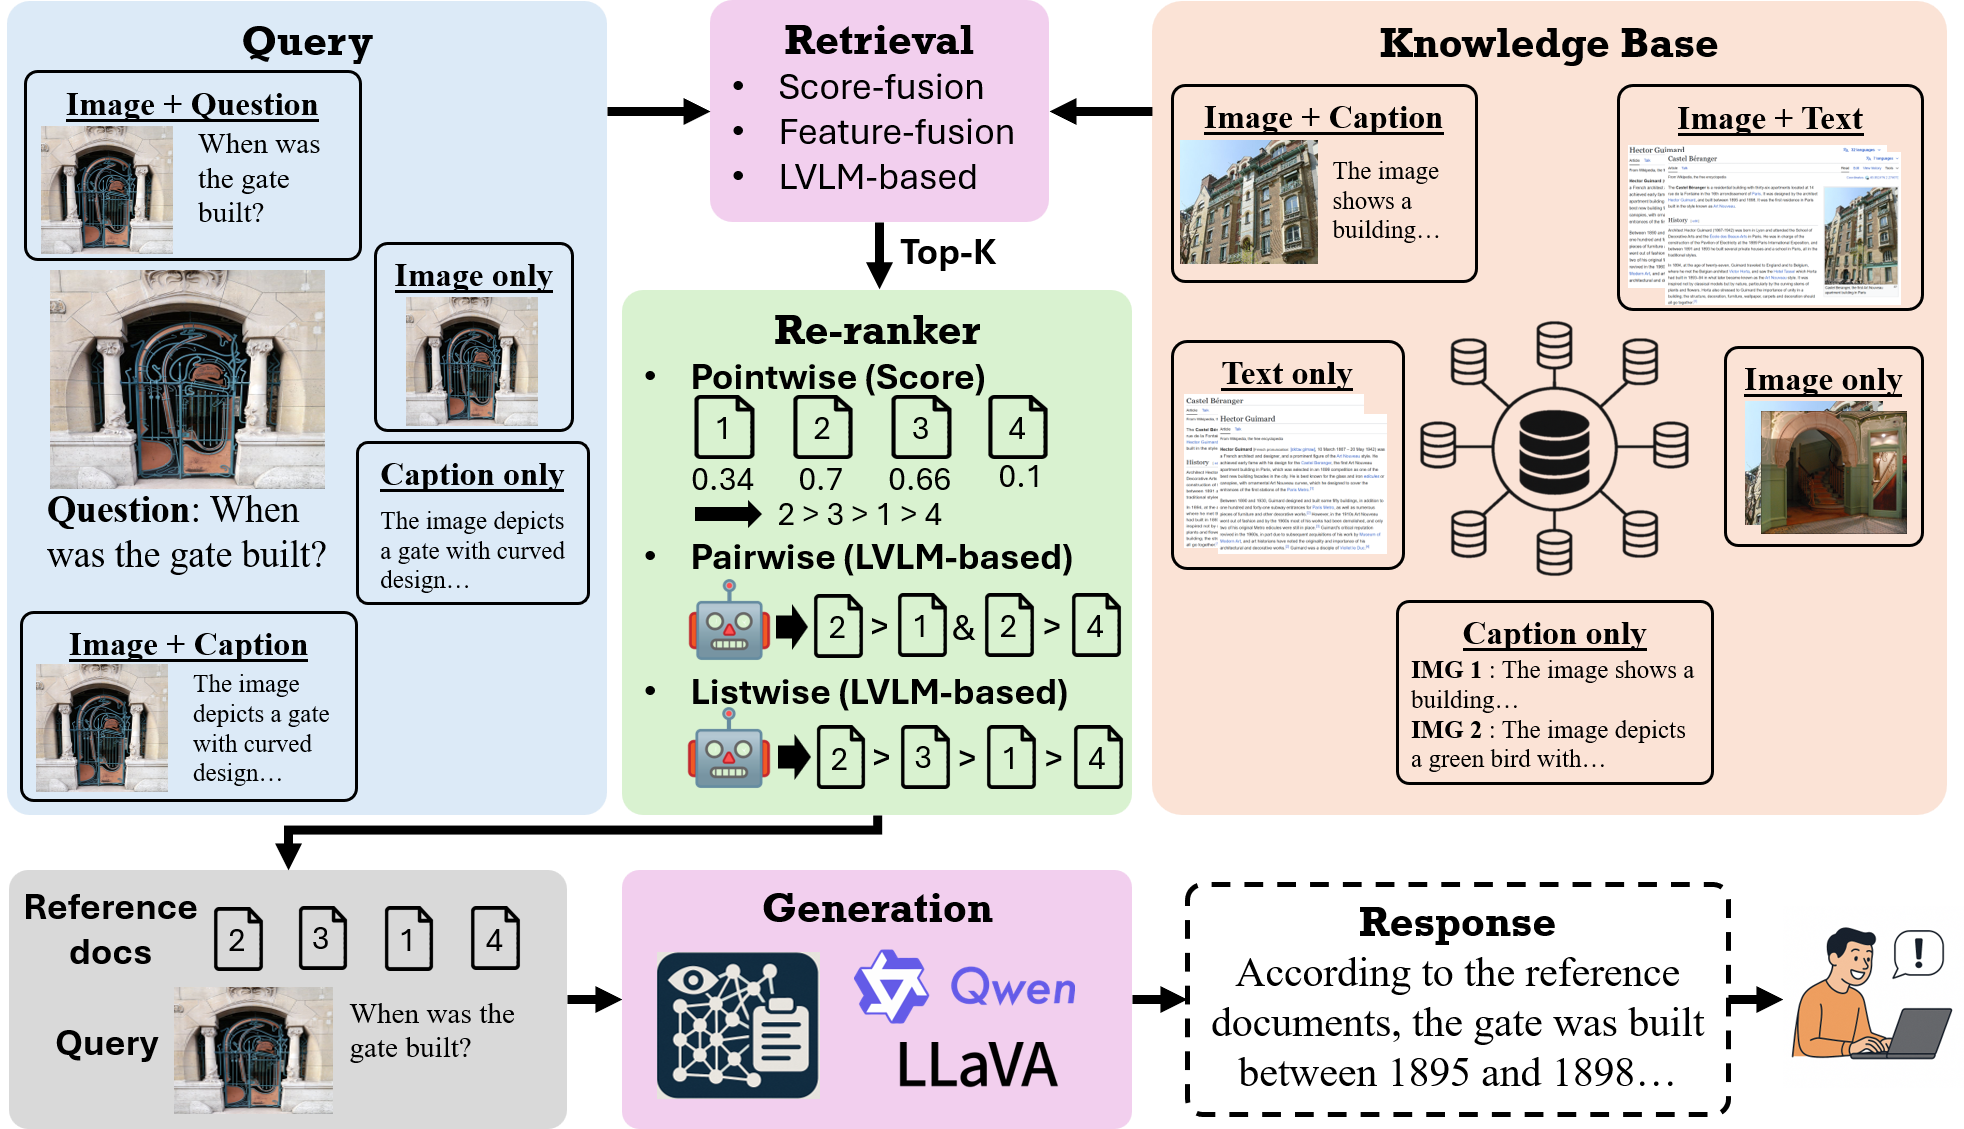 Query
Image + Question
When was
the gate
built?
Image only
Caption only
The image depicts
a gate with curved
design…
Question: When
was the gate built?
Image + Caption
The image
depicts a gate
with curved
design…
Retrieval
• Score-fusion
• Feature-fusion
• LVLM-based
Top-K
Re-ranker
• Pointwise (Score)
1 2 3 4
0.34 0.7 0.66 0.1
2 > 3 > 1 > 4
• Pairwise (LVLM-based)
2 > 1 & 2 > 4
• Listwise (LVLM-based)
2 > 3 > 1 > 4
Knowledge Base
Image + Caption
The image
shows a
building…
Image + Text
Hector Guimard
Castel Béranger
History
Text only
Castel Béranger
Hector Guimard
History
Image only
Caption only
IMG 1 : The image shows a
building…
IMG 2 : The image depicts
a green bird with…
Reference
docs
2 3 1 4
Query
When was the
gate built?
Generation
Qwen
LLaVA
Response
According to the reference
documents, the gate was built
between 1895 and 1898…
!